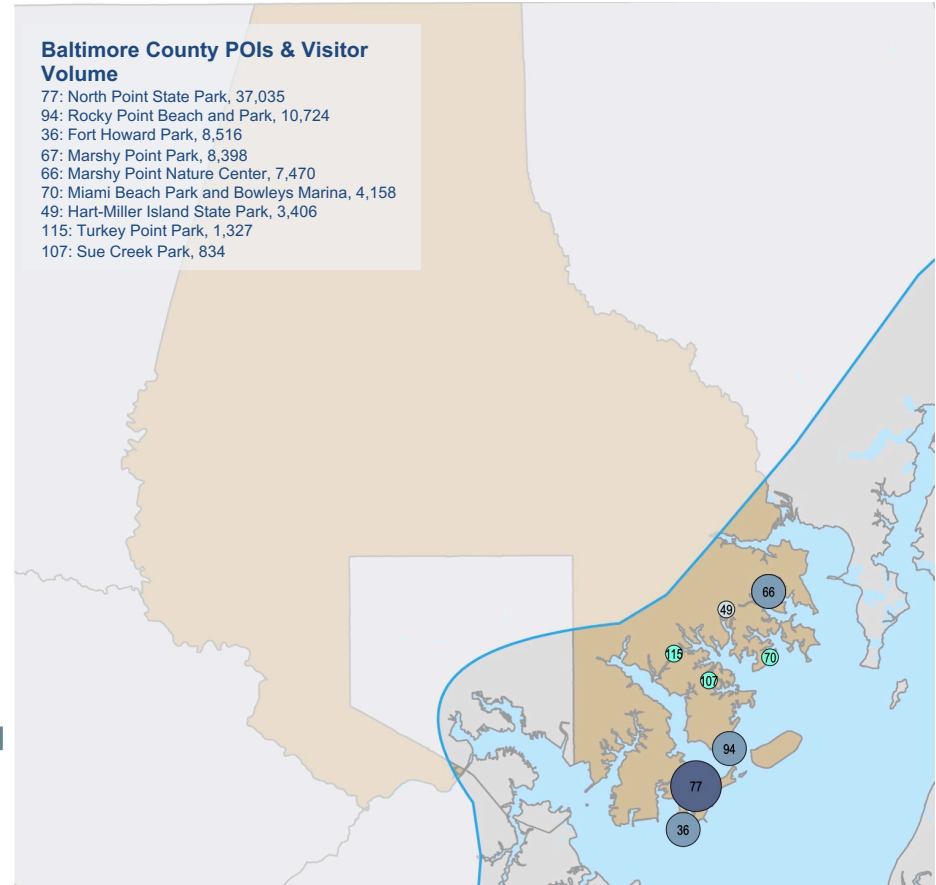 Baltimore County POIs & Visitor
Volume
77: North Point State Park, 37,035
94: Rocky Point Beach and Park, 10,724
36: Fort Howard Park, 8,516
67: Marshy Point Park, 8,398
66: Marshy Point Nature Center, 7,470
70: Miami Beach Park and Bowleys Marina, 4,158
49: Hart-Miller Island State Park, 3,406
115: Turkey Point Park, 1,327
107: Sue Creek Park, 834
66
49
115
70
107
94
77
36